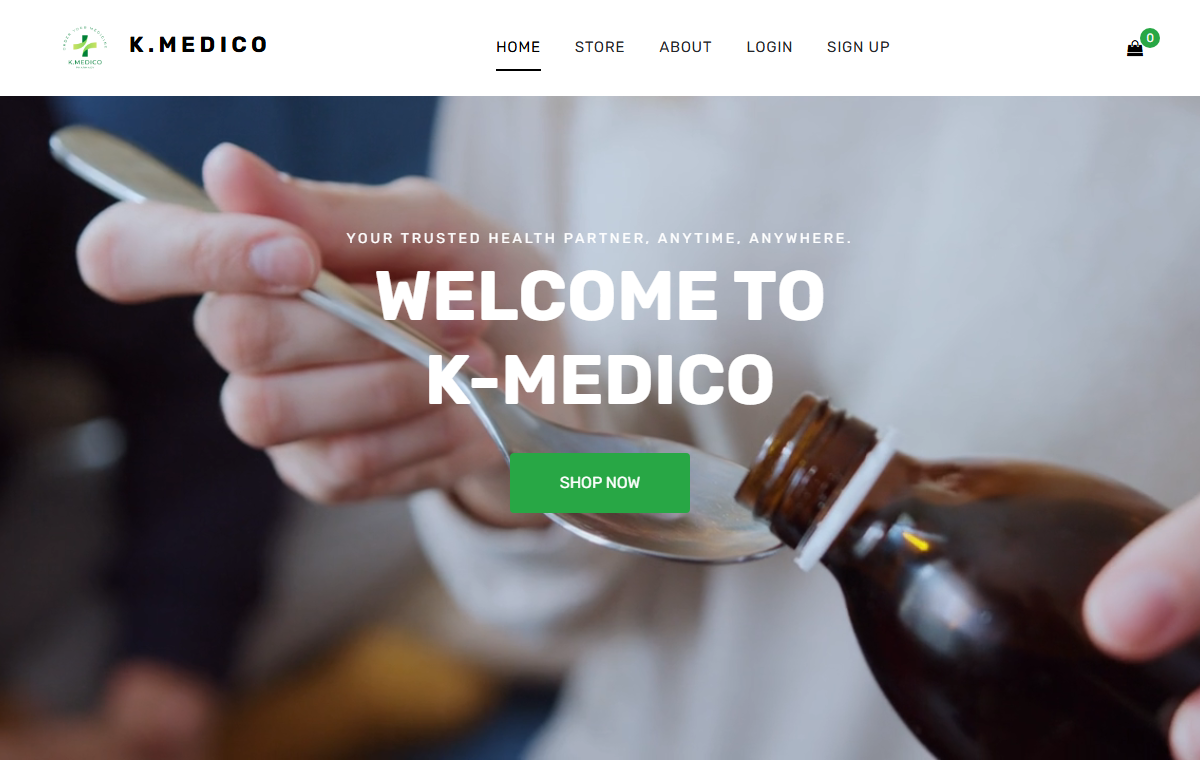 K.MEDICO
K.MEDICO
HOME
STORE
ABOUT
LOGIN
SIGN UP
0
YOUR TRUSTED HEALTH PARTNER, ANYTIME, ANYWHERE.
WELCOME TO
K-MEDICO
SHOP NOW